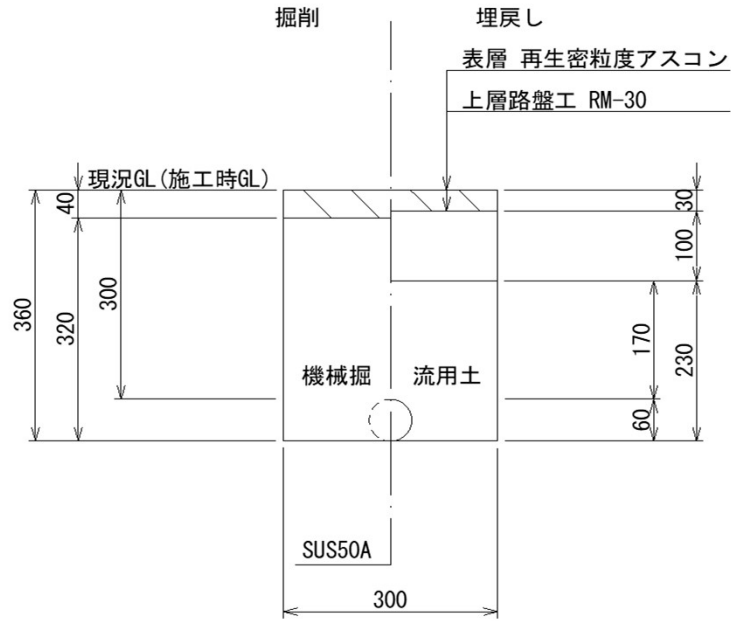 掘削
埋戻し
表層 再生密粒度アスコン
上層路盤工 RM-30
現況GL(施工時GL)
40
30
100
300
360
320
170
230
機械掘
流用土
60
SUS50A
300